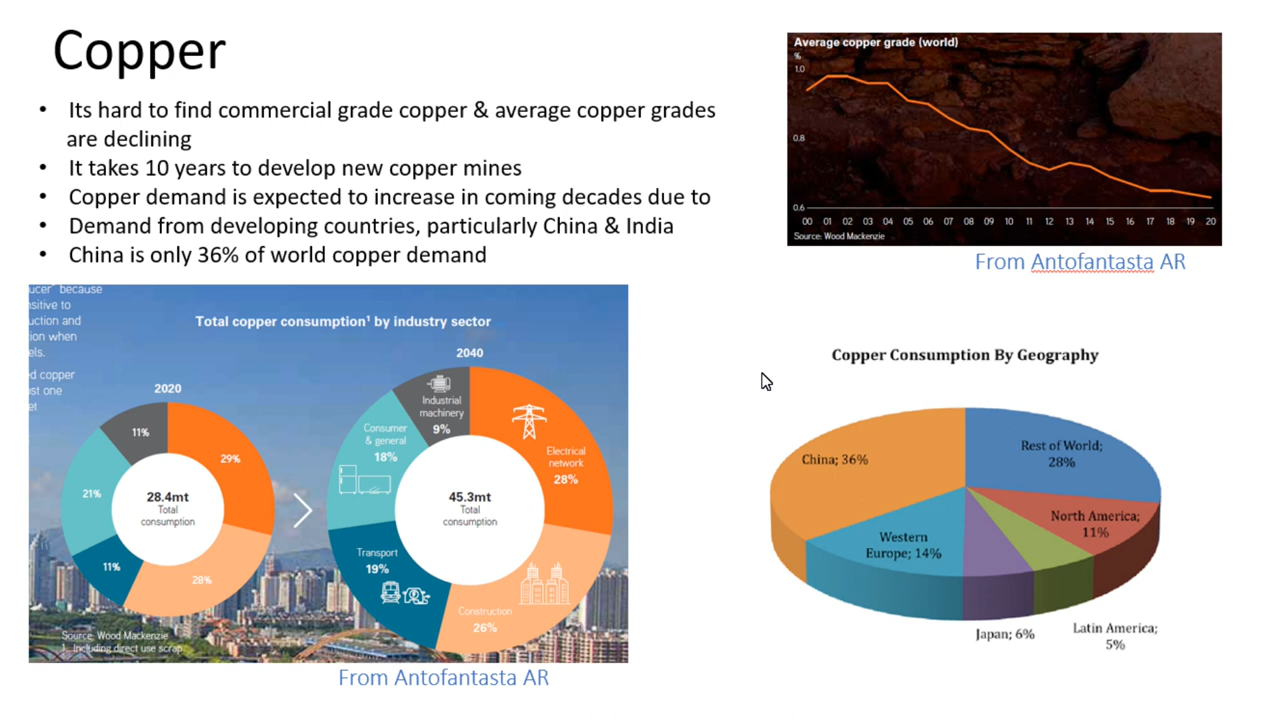 Copper
• Its hard to find commercial grade copper & average copper grades
are declining
• It takes 10 years to develop new copper mines
• Copper demand is expected to increase in coming decades due to
• Demand from developing countries, particularly China & India
• China is only 36% of world copper demand
Average copper grade (world)
%
1.0
0.8
0.6
00 01 02 03 04 05 06 07 08 09 10 11 12 13 14 15 16 17 18 19 20
Source: Wood Mackenzie
From Antofantasta AR
ucer' because
nsitive to
uction and
tion when
els.
ed copper
ost one
et
Total copper consumption¹ by industry sector
2020
11%
29%
21%
28.4mt
Total
consumption
11%
28%
2040
Industrial
machinery
9%
Consumer
& general
18%
Electrical
network
28%
45.3mt
Total
consumption
Transport
19%
Construction
26%
Source: Wood Mackenzie
1. Including direct use scrap
From Antofantasta AR
Copper Consumption By Geography
China; 36%
Rest of World;
28%
North America;
11%
Western
Europe; 14%
Japan; 6%
Latin America;
5%